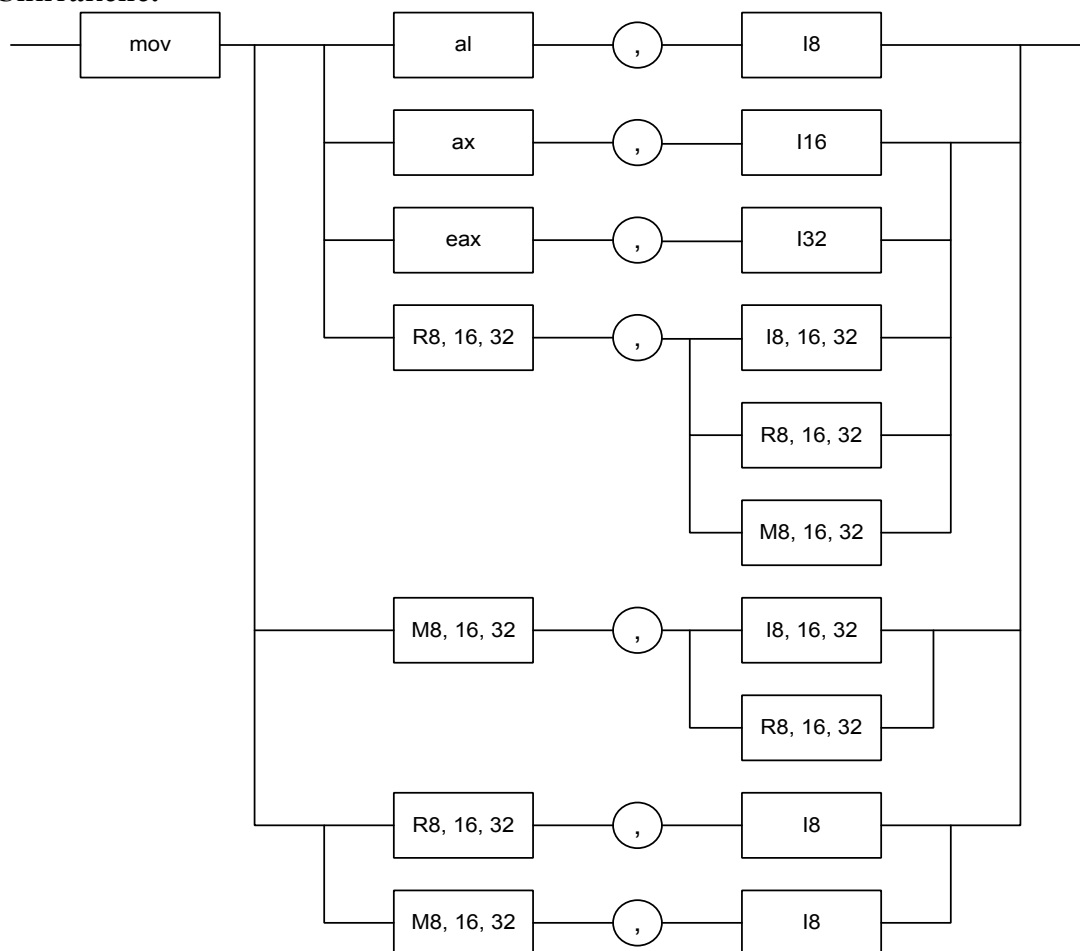 mov al , I8
ax , I16
eax , I32
R8, 16, 32 , I8, 16, 32
R8, 16, 32
M8, 16, 32
M8, 16, 32 , I8, 16, 32
R8, 16, 32
R8, 16, 32 , I8
M8, 16, 32 , I8